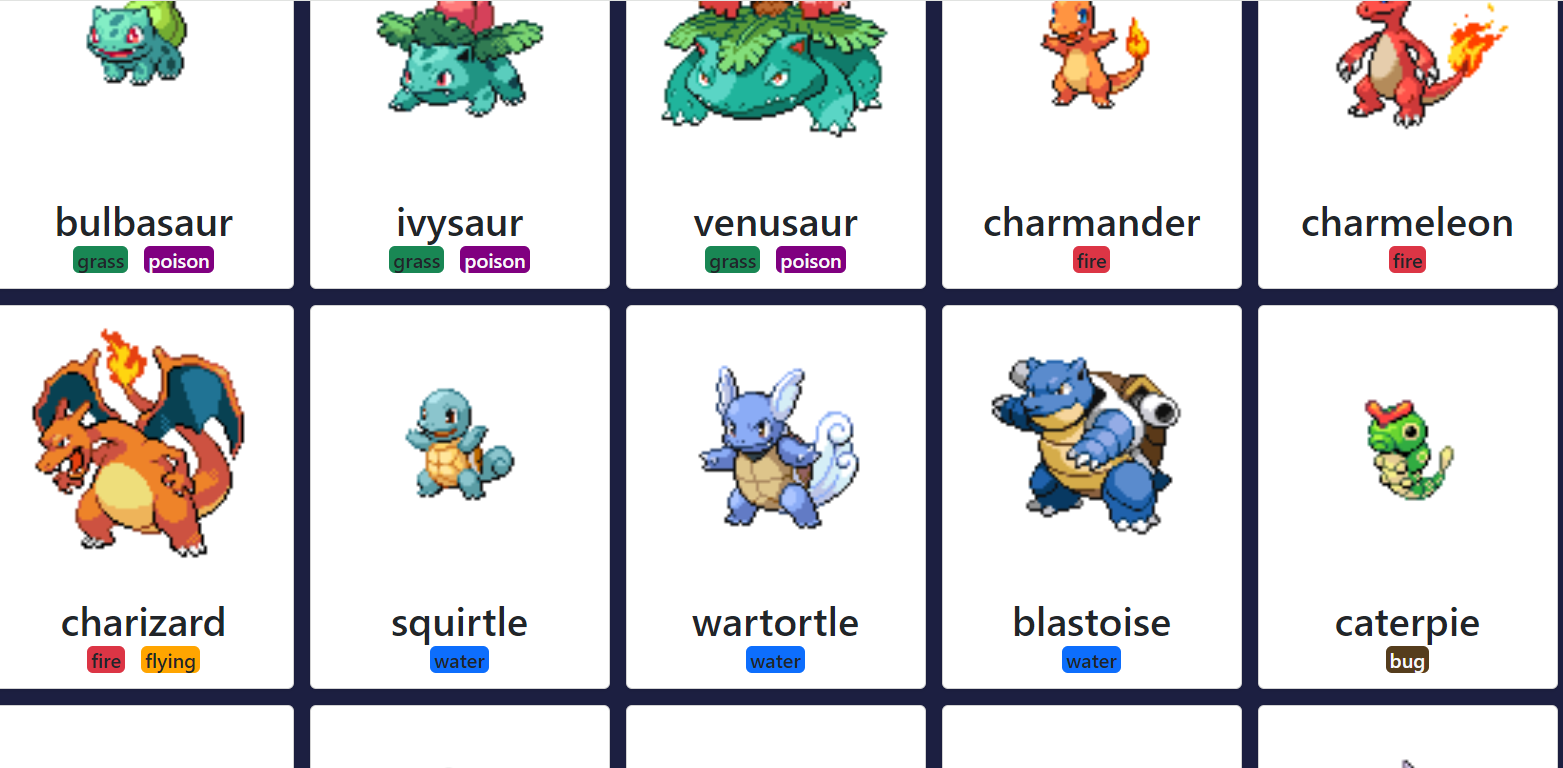 bulbasaur ivysaur venusaur charmander charmeleon
grass poison grass poison grass poison fire fire
charizard squirtle wartortle blastoise caterpie
fire flying water water water bug